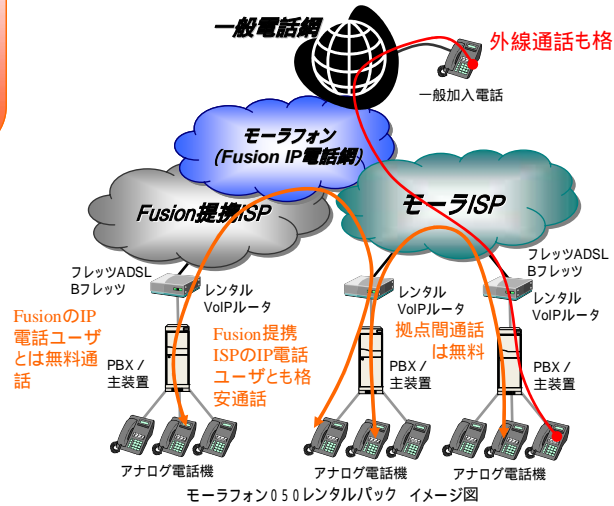 一般電話網
外線通話も格
一般加入電話
モーラフォン
(Fusion IP電話網)
Fusion提携ISP
モーラISP
フレッツADSL
Bフレッツ
レンタル
VoIPルータ
レンタル
VoIPルータ
フレッツADSL
Bフレッツ
レンタル
VoIPルータ
FusionのIP
電話ユーザ
とは無料通
話
PBX /
主装置
Fusion提携
ISPのIP電話
ユーザとも格
安通話
拠点間通話
は無料
PBX /
主装置
PBX /
主装置
アナログ電話機
アナログ電話機
アナログ電話機
モーラフォン050レンタルパック イメージ図